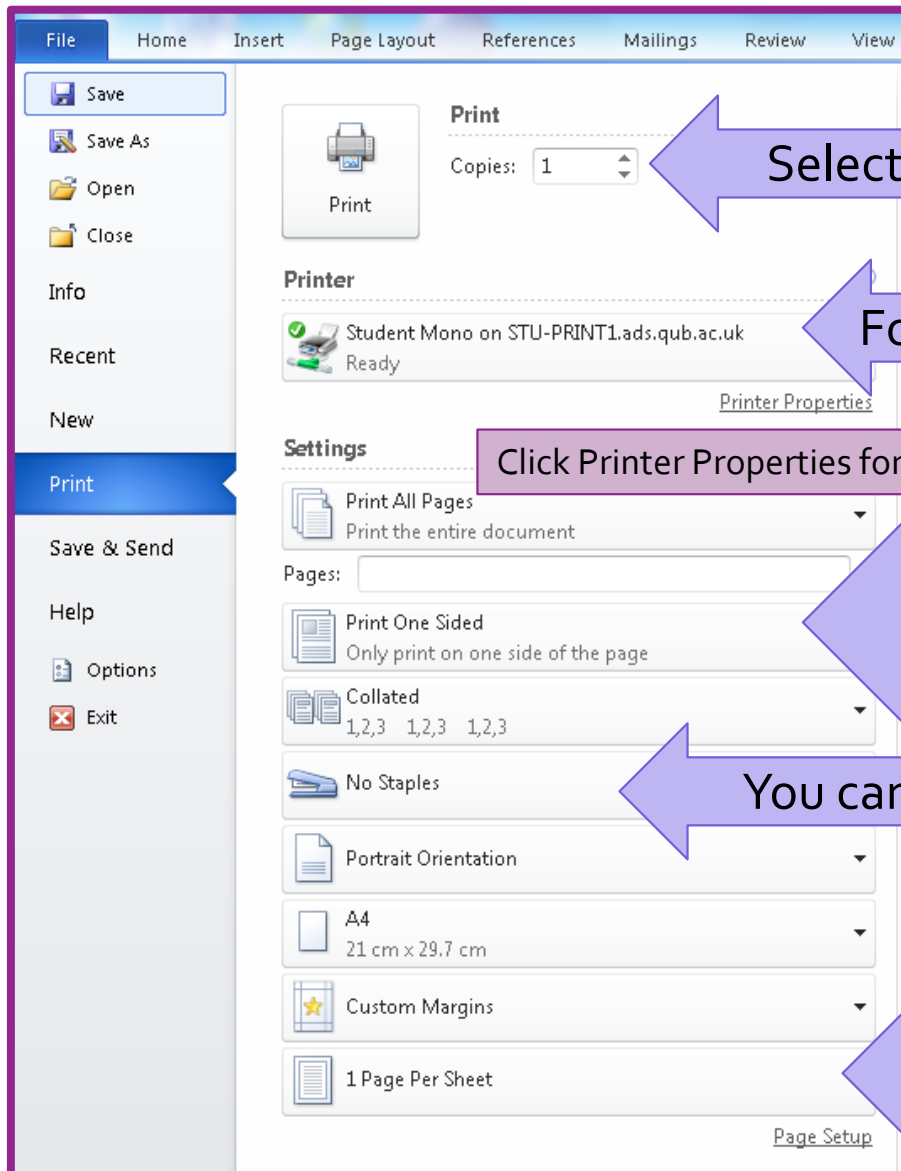 File Home Insert Page Layout References Mailings Review View
Save
Save As
Open
Close
Info
Recent
New
Print
Save & Send
Help
Options
Exit
Print
Print
Copies: 1
Select
Printer
Student Mono on STU-PRINT1.ads.qub.ac.uk
Ready
Printer Properties
Settings
Click Printer Properties for
Print All Pages
Print the entire document
Pages:
Print One Sided
Only print on one side of the page
Collated
1,2,3 1,2,3 1,2,3
No Staples
You
Portrait Orientation
A4
21 cm x 29.7 cm
Custom Margins
1 Page Per Sheet
Page Setup